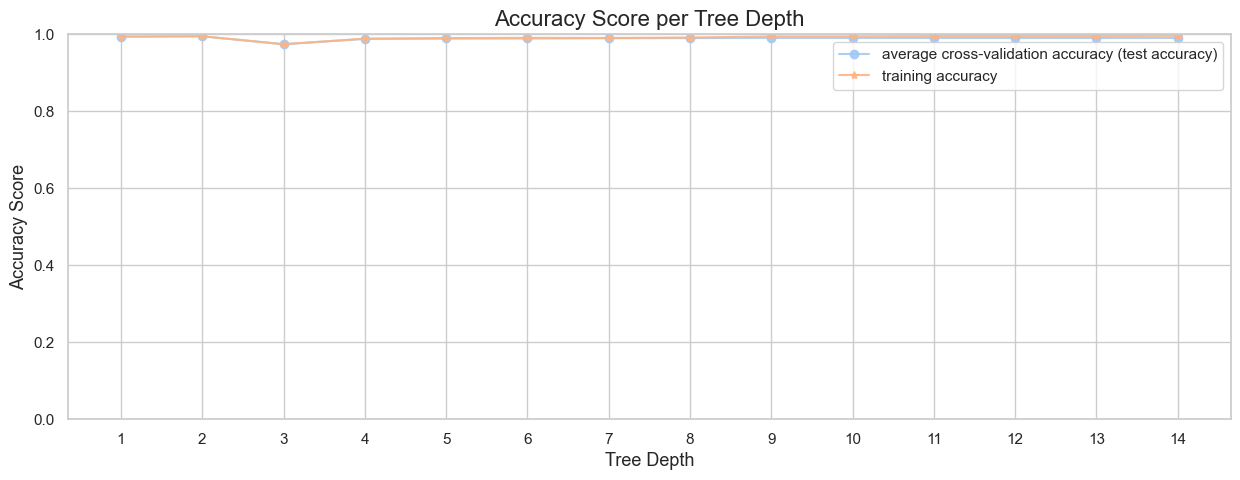 Accuracy Score per Tree Depth
1.0
0.8
0.6
0.4
0.2
0.0
Accuracy Score
average cross-validation accuracy (test accuracy)
training accuracy
1 2 3 4 5 6 7 8 9 10 11 12 13 14
Tree Depth